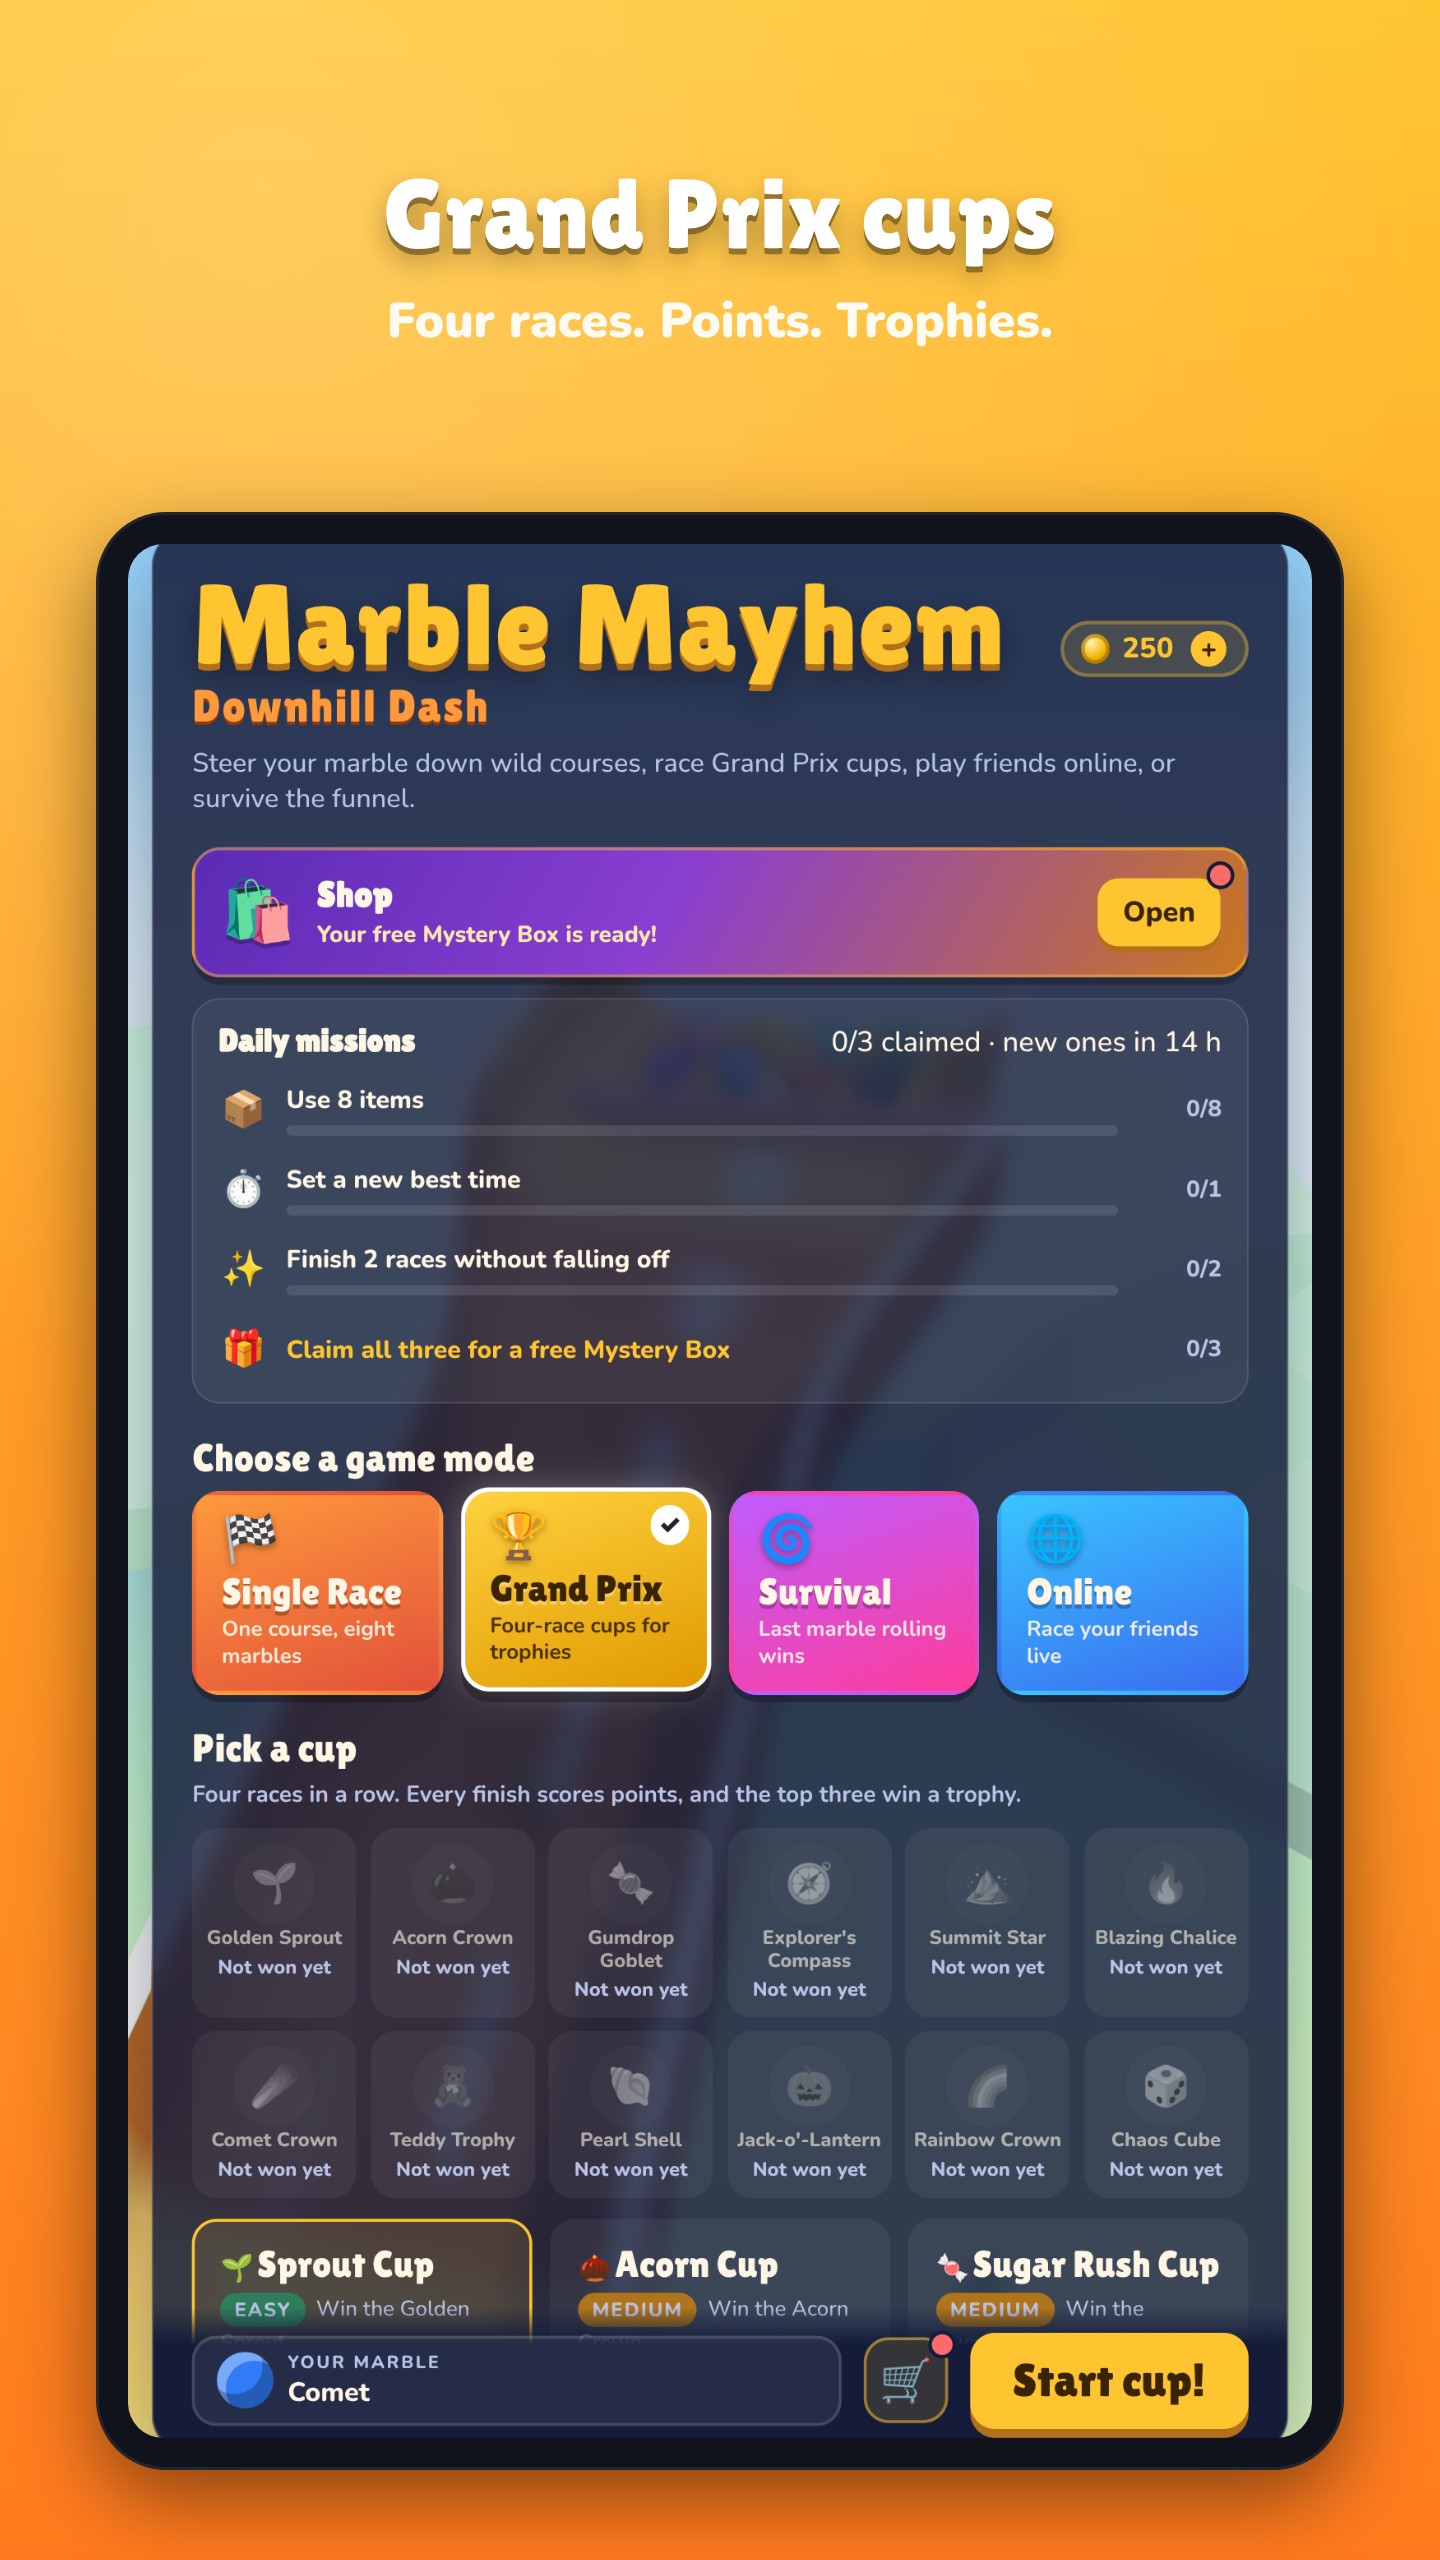 Grand Prix cups
Four races. Points. Trophies.
Marble Mayhem
250
Downhill Dash
Steer your marble down wild courses, race Grand Prix cups, play friends online, or
survive the funnel.
Shop
Your free Mystery Box is ready!
Open
Daily missions
0/3 claimed · new ones in 14 h
Use 8 items
0/8
Set a new best time
0/1
Finish 2 races without falling off
0/2
Claim all three for a free Mystery Box
0/3
Choose a game mode
Single Race
One course, eight
marbles
Grand Prix
Four-race cups for
trophies
Survival
Last marble rolling
wins
Online
Race your friends
live
Pick a cup
Four races in a row. Every finish scores points, and the top three win a trophy.
Golden Sprout
Not won yet
Acorn Crown
Not won yet
Gumdrop
Goblet
Not won yet
Explorer's
Compass
Not won yet
Summit Star
Not won yet
Blazing Chalice
Not won yet
Comet Crown
Not won yet
Teddy Trophy
Not won yet
Pearl Shell
Not won yet
Jack-o'-Lantern
Not won yet
Rainbow Crown
Not won yet
Chaos Cube
Not won yet
Sprout Cup
EASY Win the Golden
Acorn Cup
MEDIUM Win the Acorn
Sugar Rush Cup
MEDIUM Win the
YOUR MARBLE
Comet
Start cup!